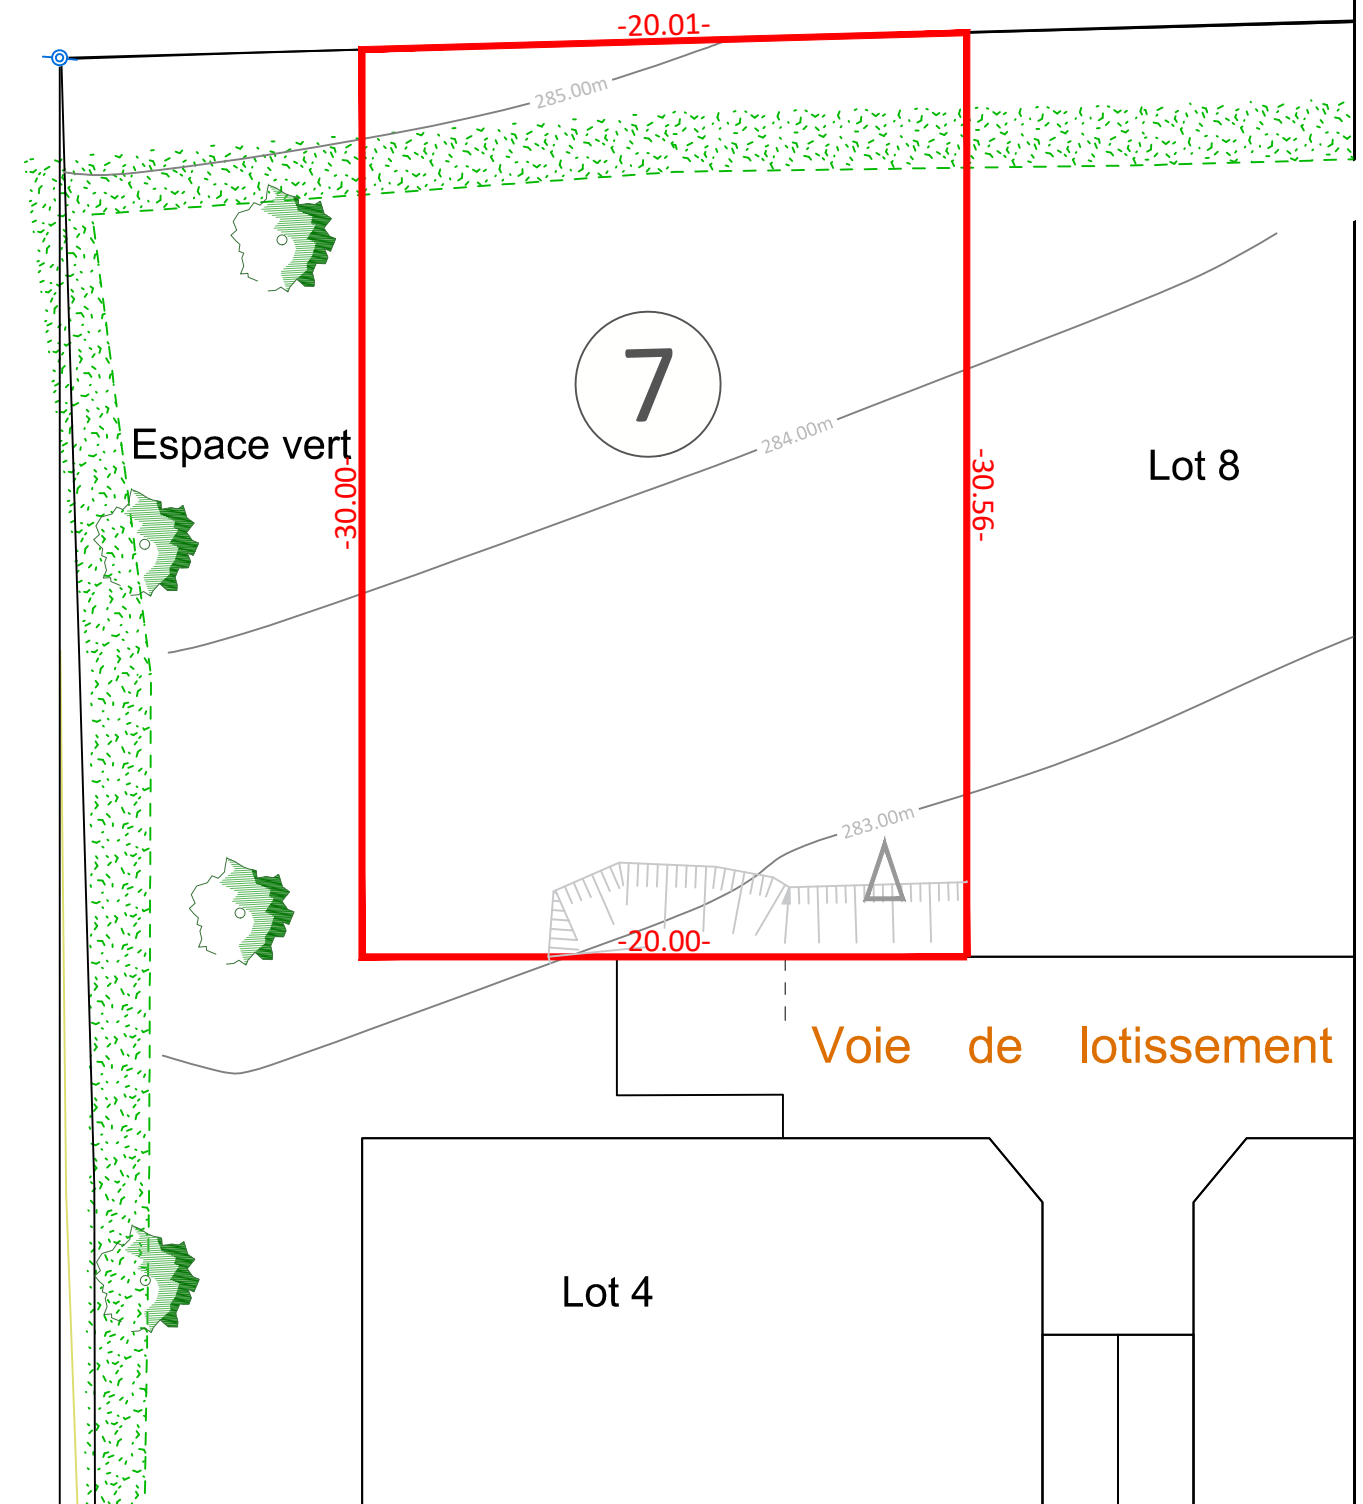 -20.01-
285.00m
7
284.00m
Espace vert
-30.00-
-30.56-
Lot 8
283.00m
-20.00-
Voie de lotissement
Lot 4